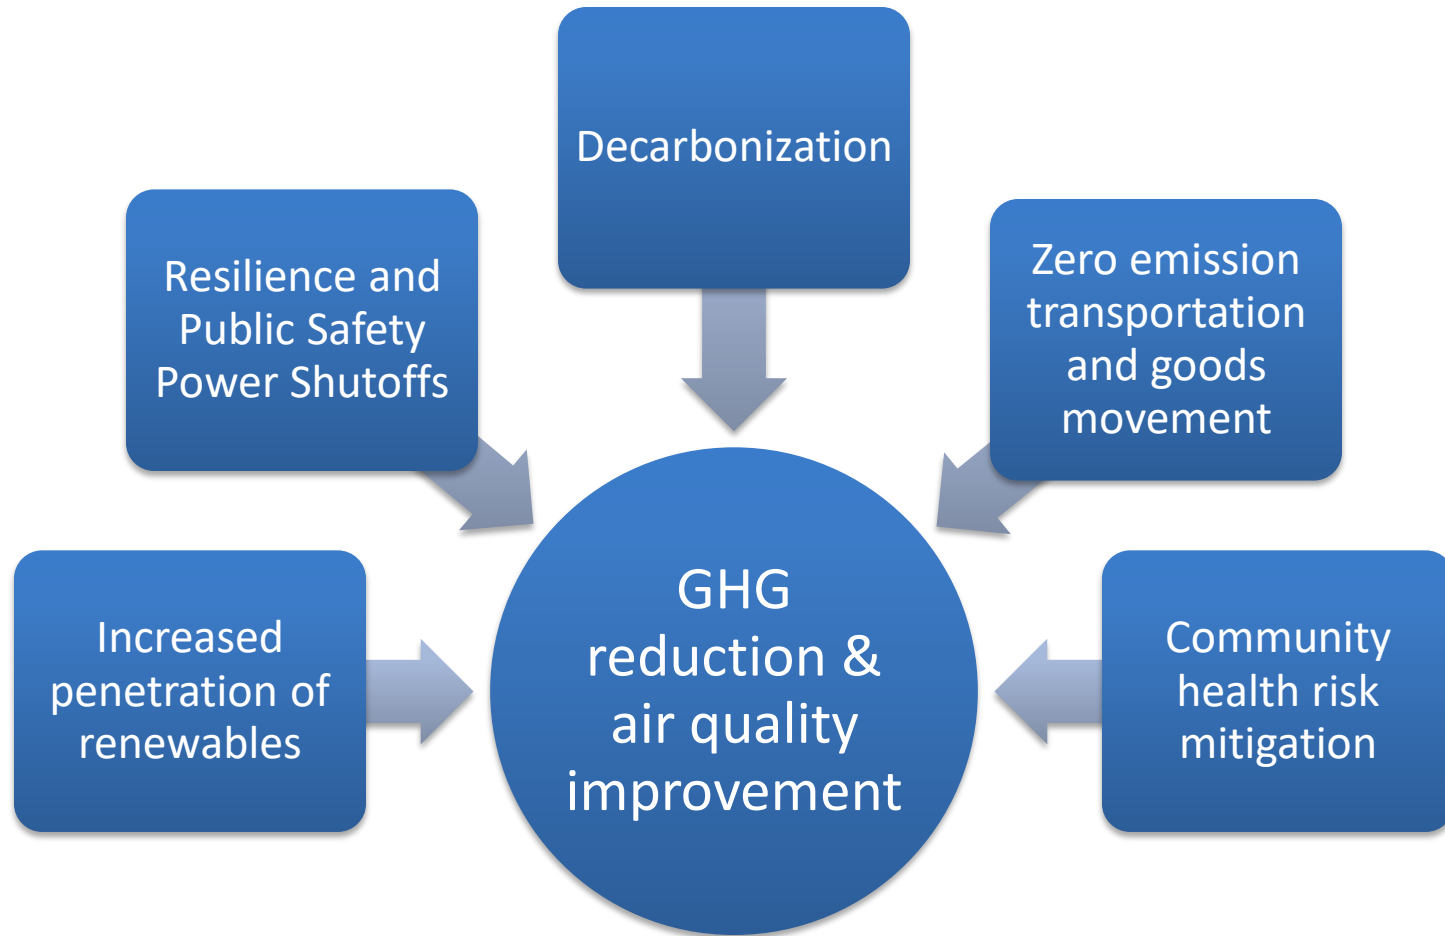 Decarbonization
Resilience and
Public Safety
Power Shutoffs
Zero emission
transportation
and goods
movement
Increased
penetration of
renewables
GHG
reduction &
air quality
improvement
Community
health risk
mitigation